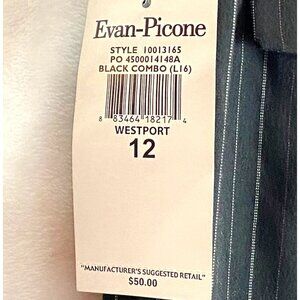 Evan-Picone
STYLE 10013165
PO 4500014148A
BLACK COMBO (L16)
8 83464 18217 4
WESTPORT
12
"MANUFACTURER'S SUGGESTED RETAIL"
$50.00